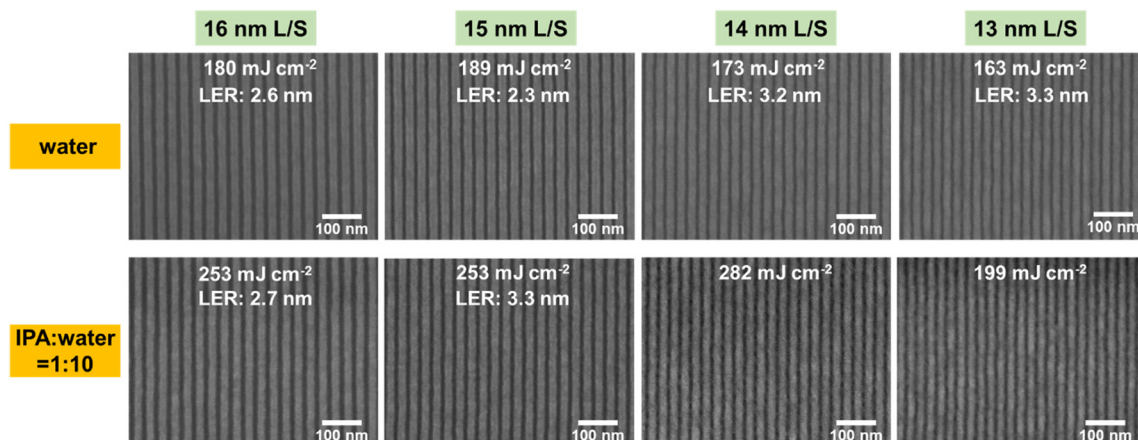 16 nm L/S
15 nm L/S
14 nm L/S
13 nm L/S
water
180 mJ cm⁻²
LER: 2.6 nm
100 nm
189 mJ cm⁻²
LER: 2.3 nm
100 nm
173 mJ cm⁻²
LER: 3.2 nm
100 nm
163 mJ cm⁻²
LER: 3.3 nm
100 nm
IPA:water
=1:10
253 mJ cm⁻²
LER: 2.7 nm
100 nm
253 mJ cm⁻²
LER: 3.3 nm
100 nm
282 mJ cm⁻²
100 nm
199 mJ cm⁻²
100 nm